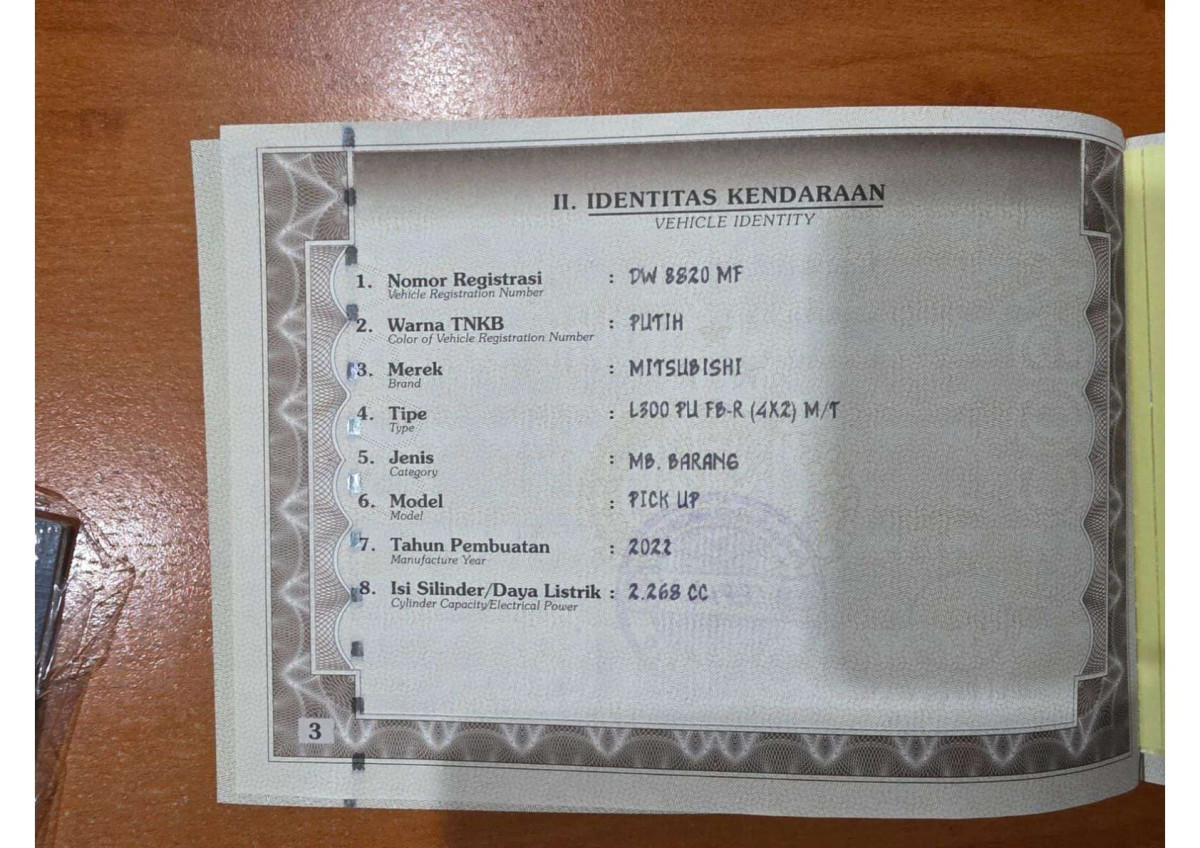 II. IDENTITAS KENDARAAN
VEHICLE IDENTITY
1. Nomor Registrasi : DW 8820 MF
Vehicle Registration Number
2. Warna TNKB : PUTIH
Color of Vehicle Registration Number
3. Merek : MITSUBISHI
Brand
4. Tipe : L300 PU FB-R (4X2) M/T
Type
5. Jenis : MB. BARANG
Category
6. Model : PICK UP
Model
7. Tahun Pembuatan : 2022
Manufacture Year
8. Isi Silinder/Daya Listrik : 2.268 CC
Cylinder Capacity/Electrical Power
3